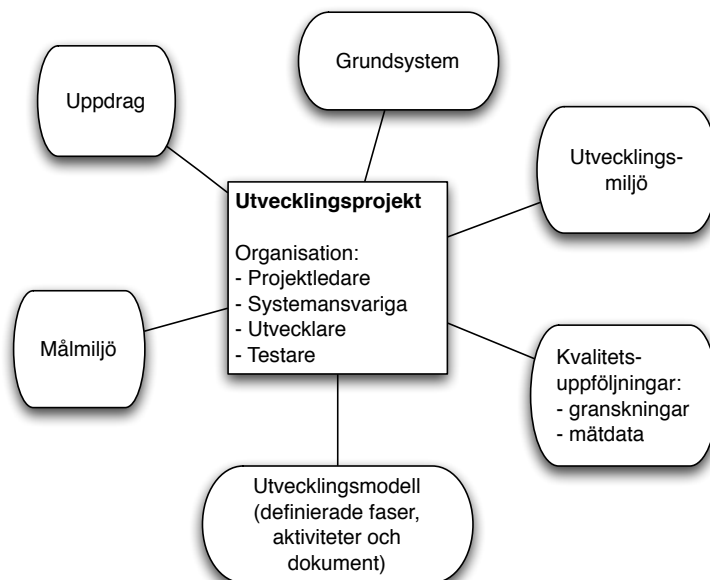 Grundsystem
Uppdrag
Utvecklings-
miljö
Utvecklingsprojekt
Organisation:
- Projektledare
- Systemansvariga
- Utvecklare
- Testare
Målmiljö
Kvalitets-
uppföljningar:
- granskningar
- mätdata
Utvecklingsmodell
(definierade faser,
aktiviteter och
dokument)